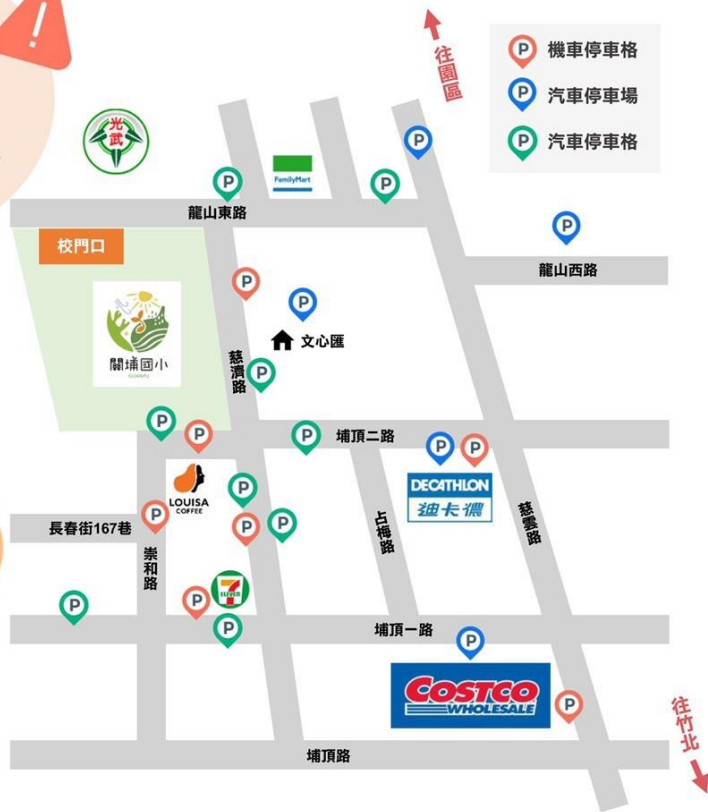 !
往園區
P 機車停車格
P 汽車停車場
P 汽車停車格
光武
P
P
FamilyMart
P
龍山東路
P
校門口
龍山西路
P
P
關埔國小
GUANPU
文心匯
慈濟路
P
P
P
P
埔頂二路
P
P
LOUISA
COFFEE
P
DECATHLON
迪卡儂
P
P
P
長春街167巷
占梅路
慈雲路
崇和路
7
ELEVEN
P
P
P
埔頂一路
P
COSTCO
WHOLESALE
P
往竹北
埔頂路